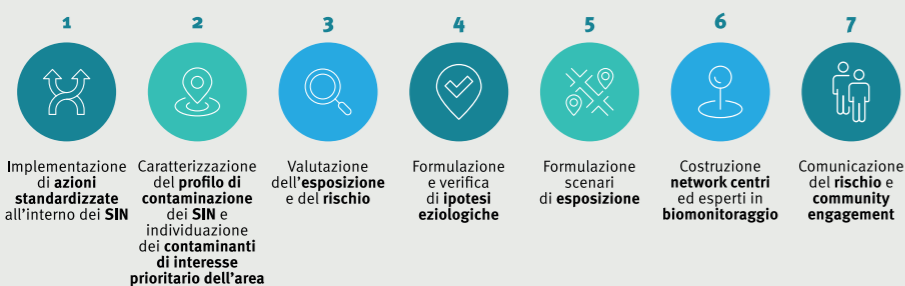 1
Implementazione
di azioni
standardizzate
all'interno dei SIN
2
Caratterizzazione
del profilo di
contaminazione
dei SIN e
individuazione
dei contaminanti
di interesse
prioritario dell'area
3
Valutazione
dell'esposizione
e del rischio
4
Formulazione
e verifica
di ipotesi
eziologiche
5
Formulazione
scenari
di esposizione
6
Costruzione
network centri
ed esperti in
biomonitoraggio
7
Comunicazione
del rischio e
community
engagement